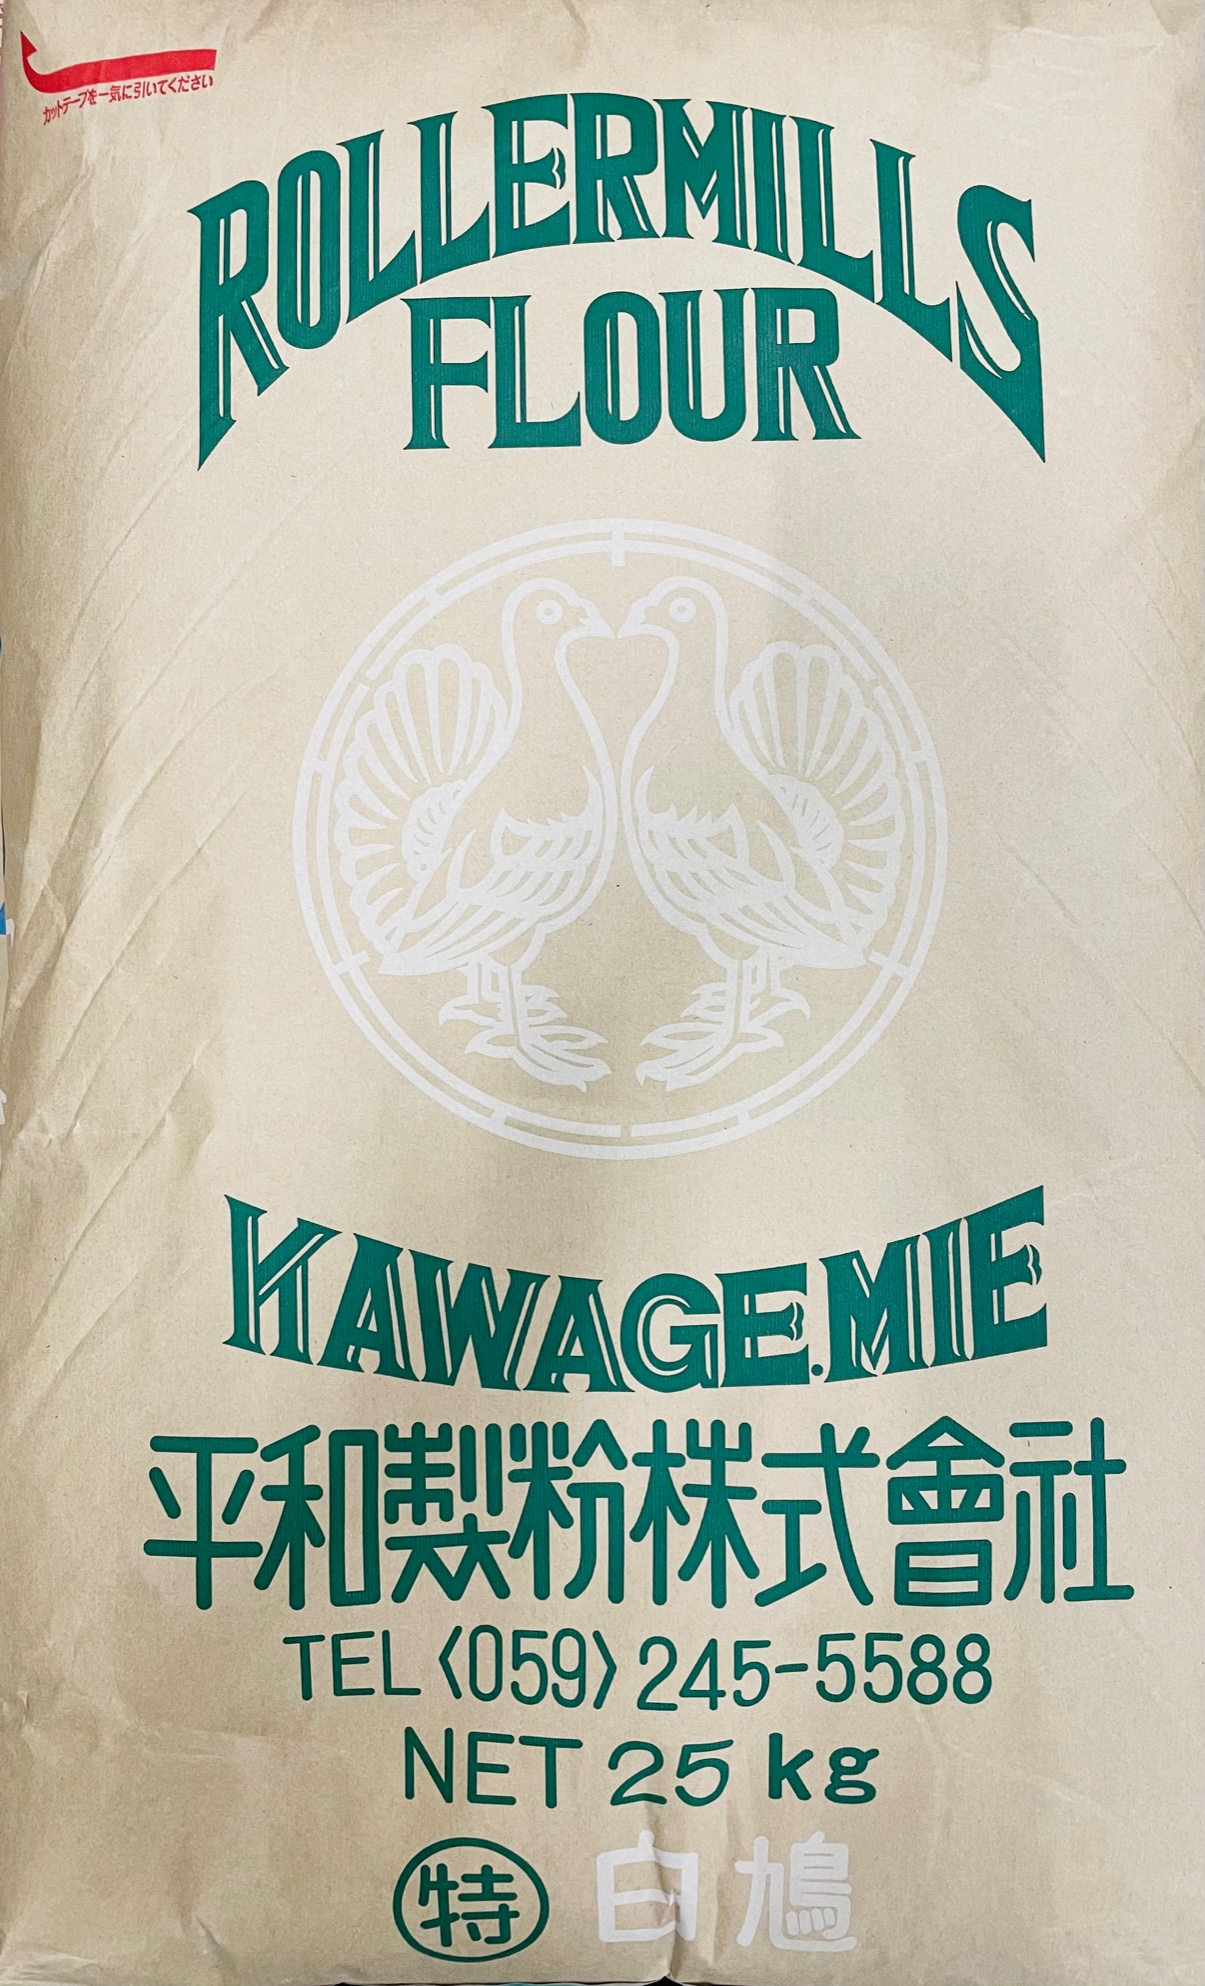 カットテープを一気に引いてください
ROLLERMILLS
FLOUR
KAWAGE.MIE
平和製粉株式會社
TEL〈059〉245-5588
NET 25 kg
特 白鳩